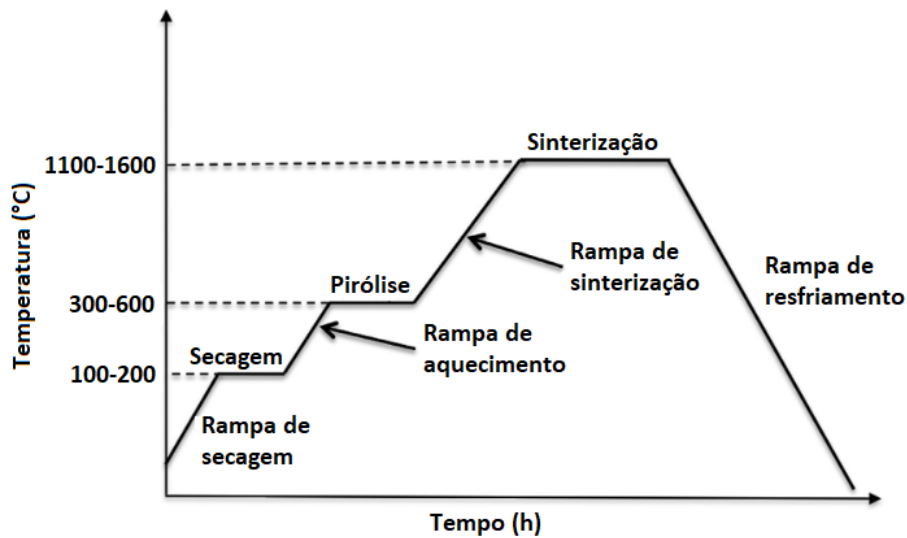 Sinterização
1100-1600
Rampa de
sinterização
Rampa de
resfriamento
Pirólise
300-600
Rampa de
aquecimento
Secagem
100-200
Rampa de
secagem
Temperatura (°C)
Tempo (h)